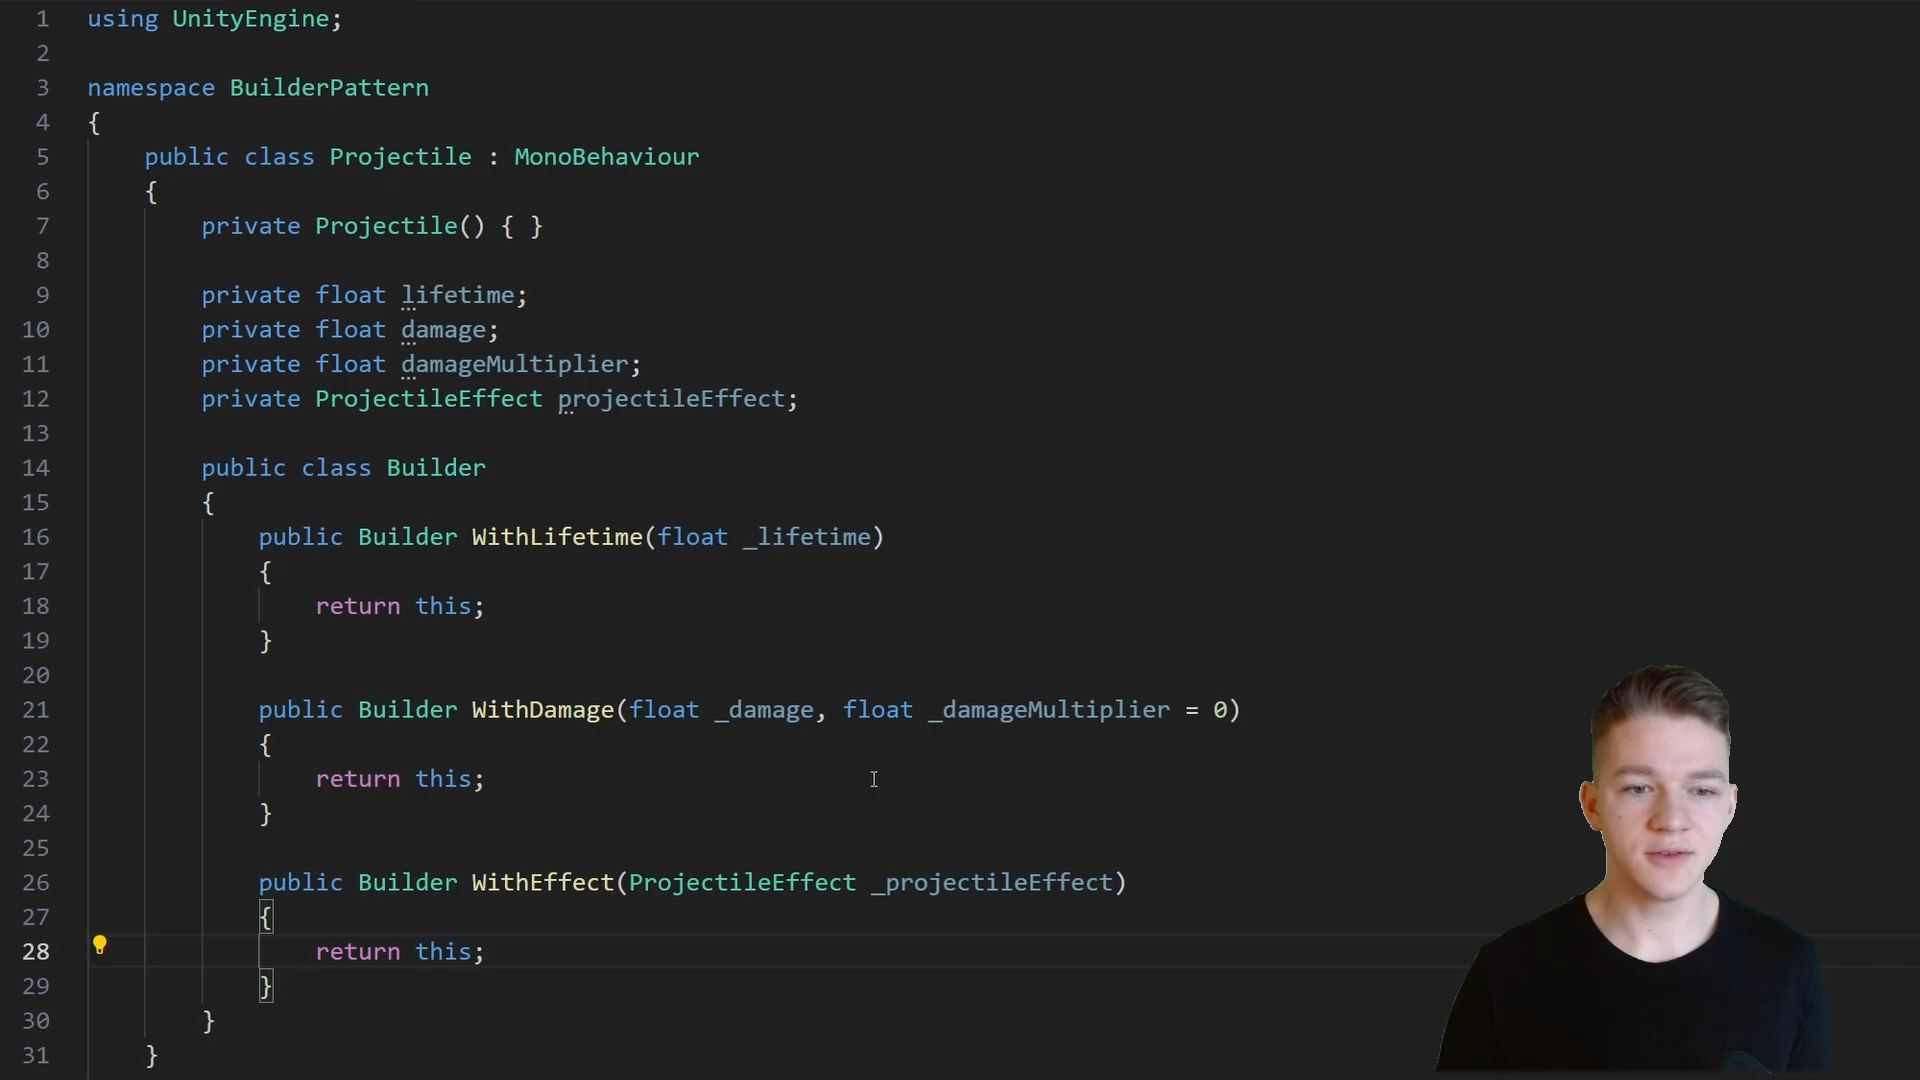 1 using UnityEngine;
2
3 namespace BuilderPattern
4 {
5 public class Projectile : MonoBehaviour
6 {
7 private Projectile() { }
8
9 private float lifetime;
10 private float damage;
11 private float damageMultiplier;
12 private ProjectileEffect projectileEffect;
13
14 public class Builder
15 {
16 public Builder WithLifetime(float _lifetime)
17 {
18 return this;
19 }
20
21 public Builder WithDamage(float _damage, float _damageMultiplier = 0)
22 {
23 return this;
24 }
25
26 public Builder WithEffect(ProjectileEffect _projectileEffect)
27 {
28 return this;
29 }
30 }
31 }